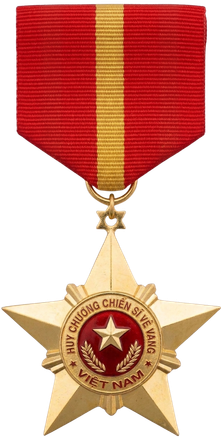 HUY CHƯƠNG CHIẾN SĨ VẺ VANG
VIỆT NAM